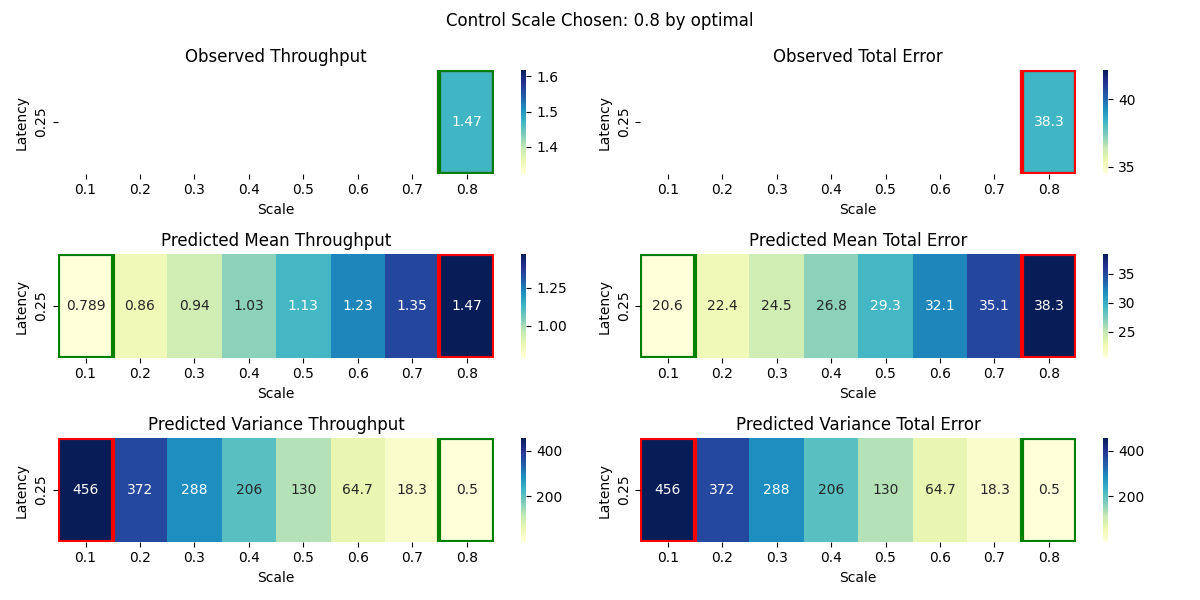 Control Scale Chosen: 0.8 by optimal
Observed Throughput
Latency
0.25
1.47
0.1 0.2 0.3 0.4 0.5 0.6 0.7 0.8
Scale
1.6
1.5
1.4
Observed Total Error
Latency
0.25
38.3
0.1 0.2 0.3 0.4 0.5 0.6 0.7 0.8
Scale
40
35
Predicted Mean Throughput
Latency
0.25
0.789 0.86 0.94 1.03 1.13 1.23 1.35 1.47
0.1 0.2 0.3 0.4 0.5 0.6 0.7 0.8
Scale
1.25
1.00
Predicted Mean Total Error
Latency
0.25
20.6 22.4 24.5 26.8 29.3 32.1 35.1 38.3
0.1 0.2 0.3 0.4 0.5 0.6 0.7 0.8
Scale
35
30
25
Predicted Variance Throughput
Latency
0.25
456 372 288 206 130 64.7 18.3 0.5
0.1 0.2 0.3 0.4 0.5 0.6 0.7 0.8
Scale
400
200
Predicted Variance Total Error
Latency
0.25
456 372 288 206 130 64.7 18.3 0.5
0.1 0.2 0.3 0.4 0.5 0.6 0.7 0.8
Scale
400
200